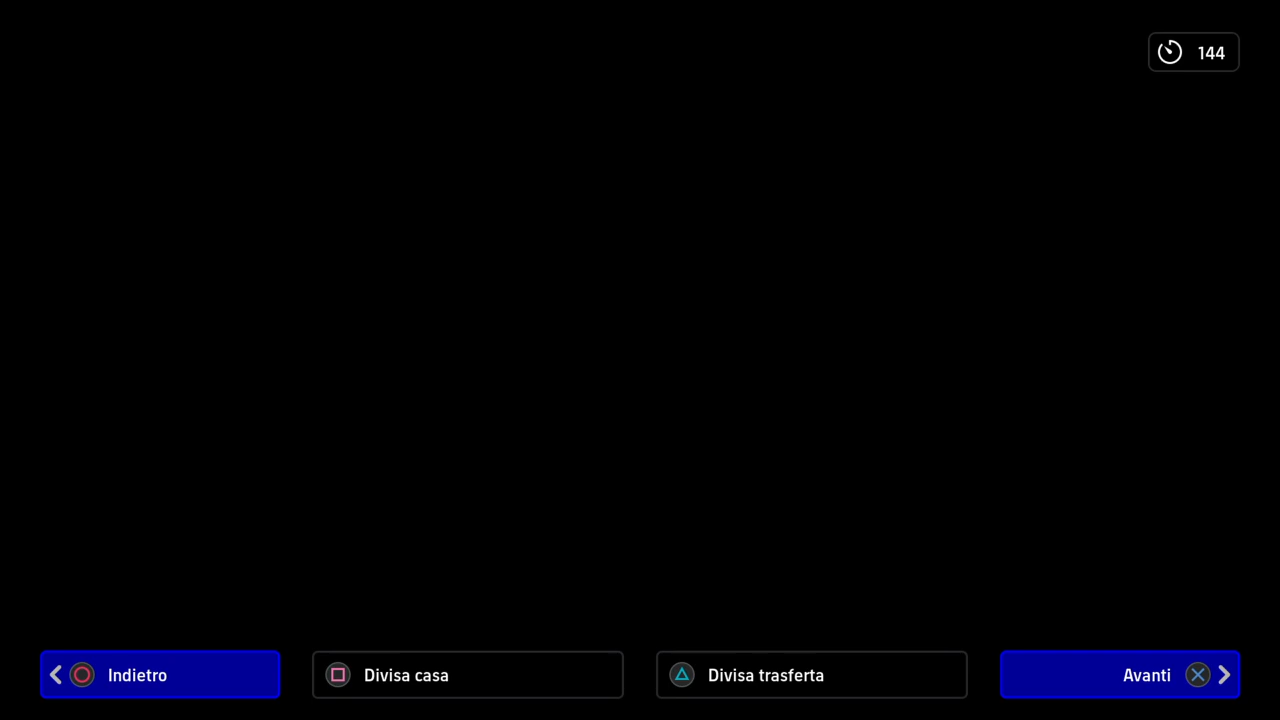 144
Indietro
Divisa casa
Divisa trasferta
Avanti